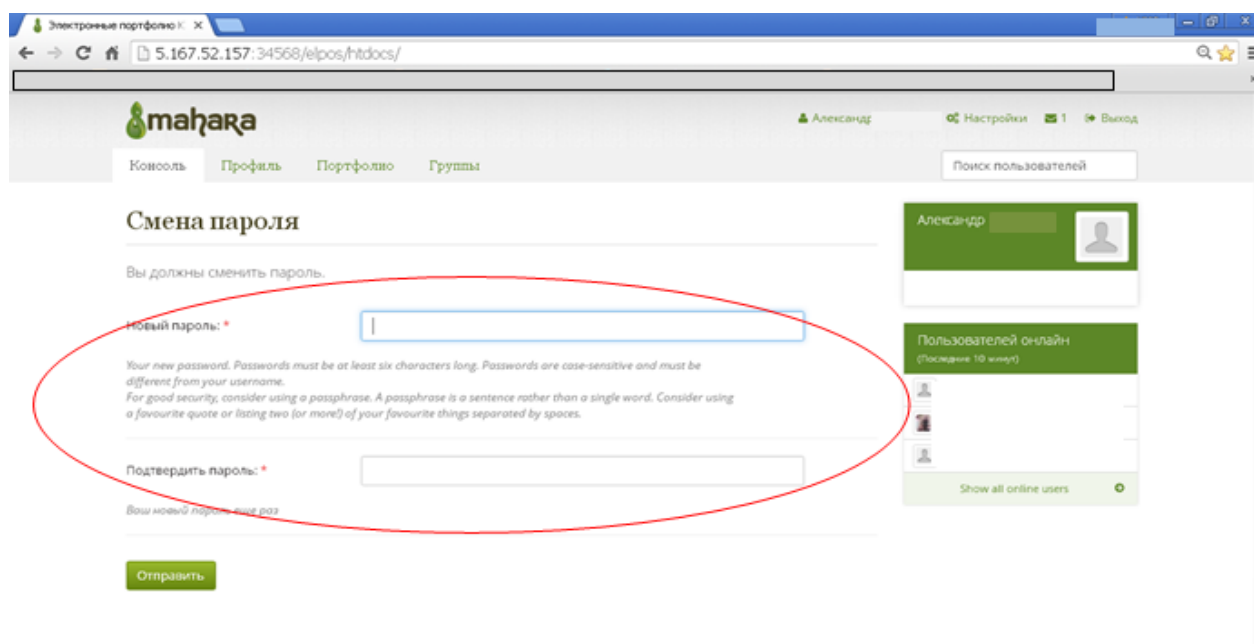 Электронные портфолио К
5.167.52.157:34568/elpos/htdocs/
mahara
Александр Настройки 1 Выход
Консоль Профиль Портфолио Группы Поиск пользователей
Смена пароля
Вы должны сменить пароль.
Новый пароль: *
Your new password. Passwords must be at least six characters long. Passwords are case-sensitive and must be
different from your username.
For good security, consider using a passphrase. A passphrase is a sentence rather than a single word. Consider using
a favourite quote or listing two (or more!) of your favourite things separated by spaces.
Подтвердить пароль: *
Ваш новый пароль еще раз
Отправить
Александр
Пользователей онлайн
(Последние 10 минут)
Show all online users